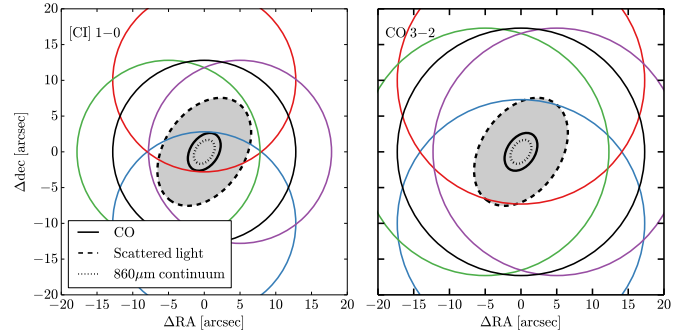 [CI] 1−0
CO 3−2
20
15
10
5
0
−5
−10
−15
−20
Δdec [arcsec]
CO
Scattered light
860μm continuum
−20 −15 −10 −5 0 5 10 15 20
−20 −15 −10 −5 0 5 10 15 20
ΔRA [arcsec]
ΔRA [arcsec]